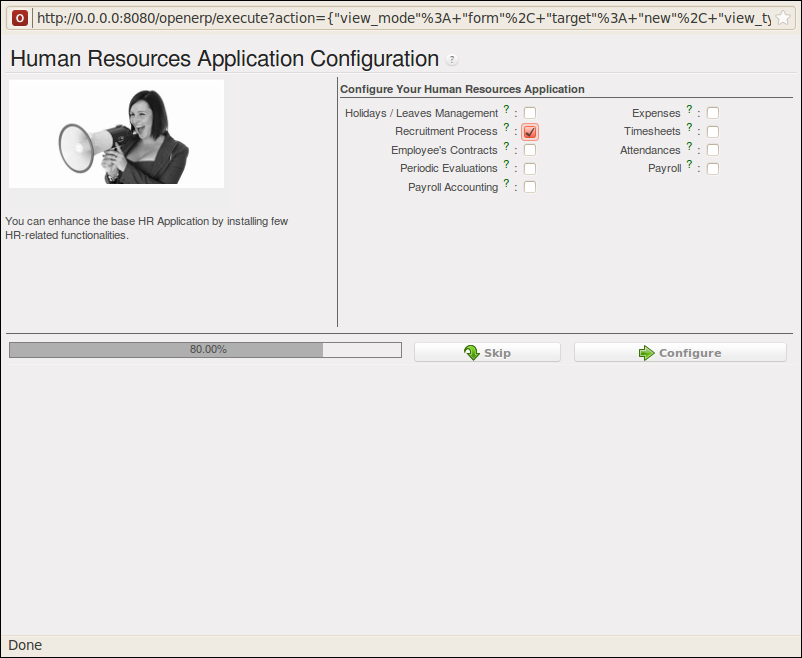 http://0.0.0.0:8080/openerp/execute?action={"view_mode"%3A+"form"%2C+"target"%3A+"new"%2C+"view_ty
Human Resources Application Configuration ?
Configure Your Human Resources Application
Holidays / Leaves Management ? :
Expenses ? :
Recruitment Process ? :
Timesheets ? :
Employee's Contracts ? :
Attendances ? :
Periodic Evaluations ? :
Payroll ? :
Payroll Accounting ? :
You can enhance the base HR Application by installing few
HR-related functionalities.
80.00%
Skip
Configure
Done